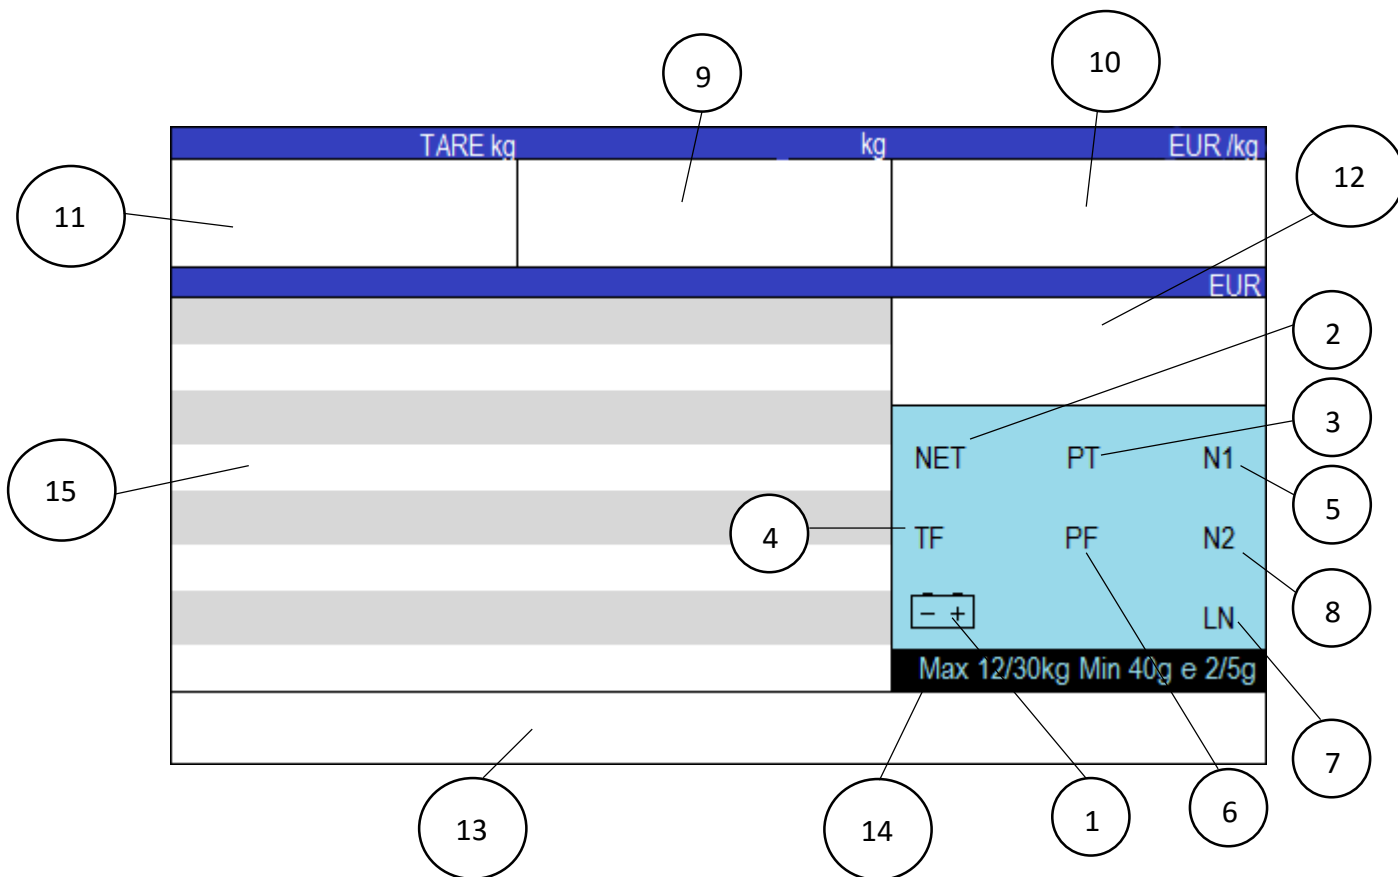 9
10
12
11
TARE kg
kg
EUR /kg
EUR
2
3
NET
PT
N1
15
5
4
TF
PF
N2
8
- +
LN
Max 12/30kg Min 40g e 2/5g
7
13
14
1
6